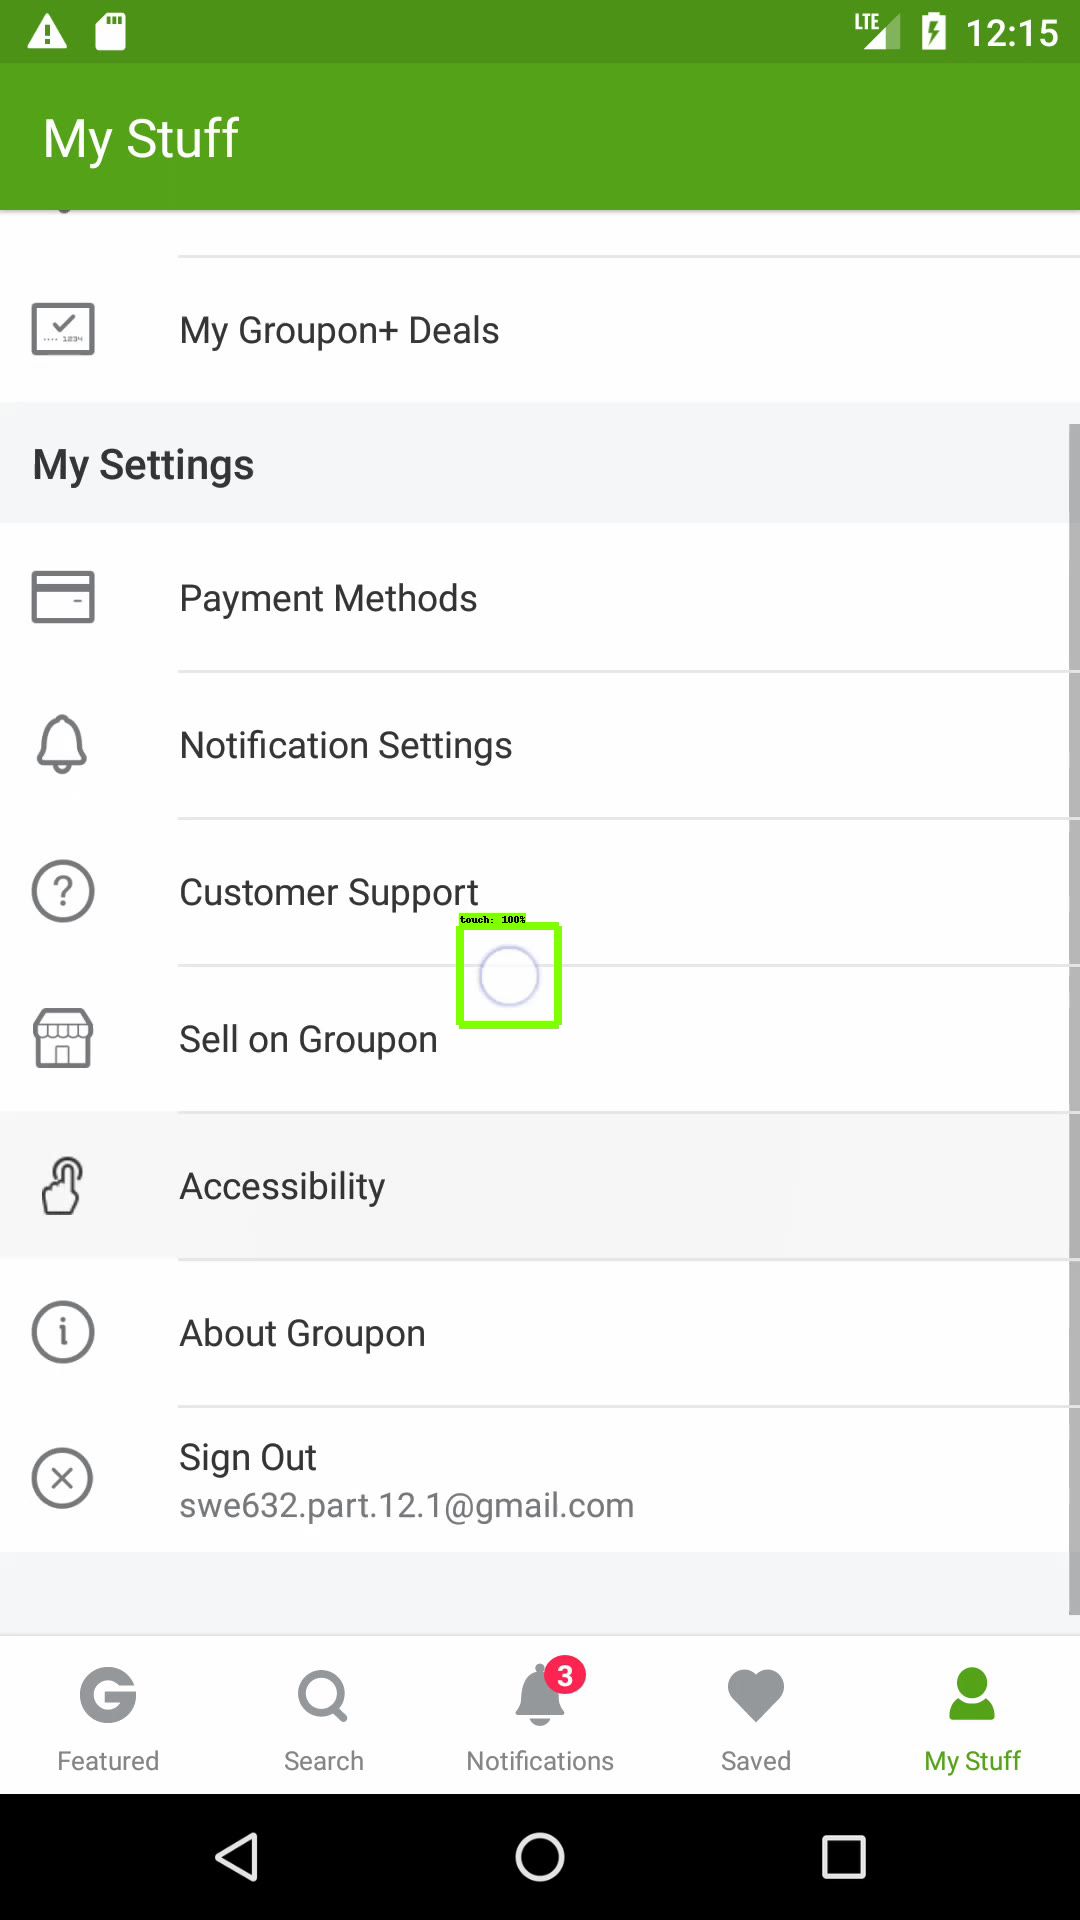 LTE 12:15
My Stuff
1234
My Groupon+ Deals
My Settings
Payment Methods
Notification Settings
Customer Support
touch: 100%
Sell on Groupon
Accessibility
About Groupon
Sign Out
swe632.part.12.1@gmail.com
3
Featured Search Notifications Saved My Stuff